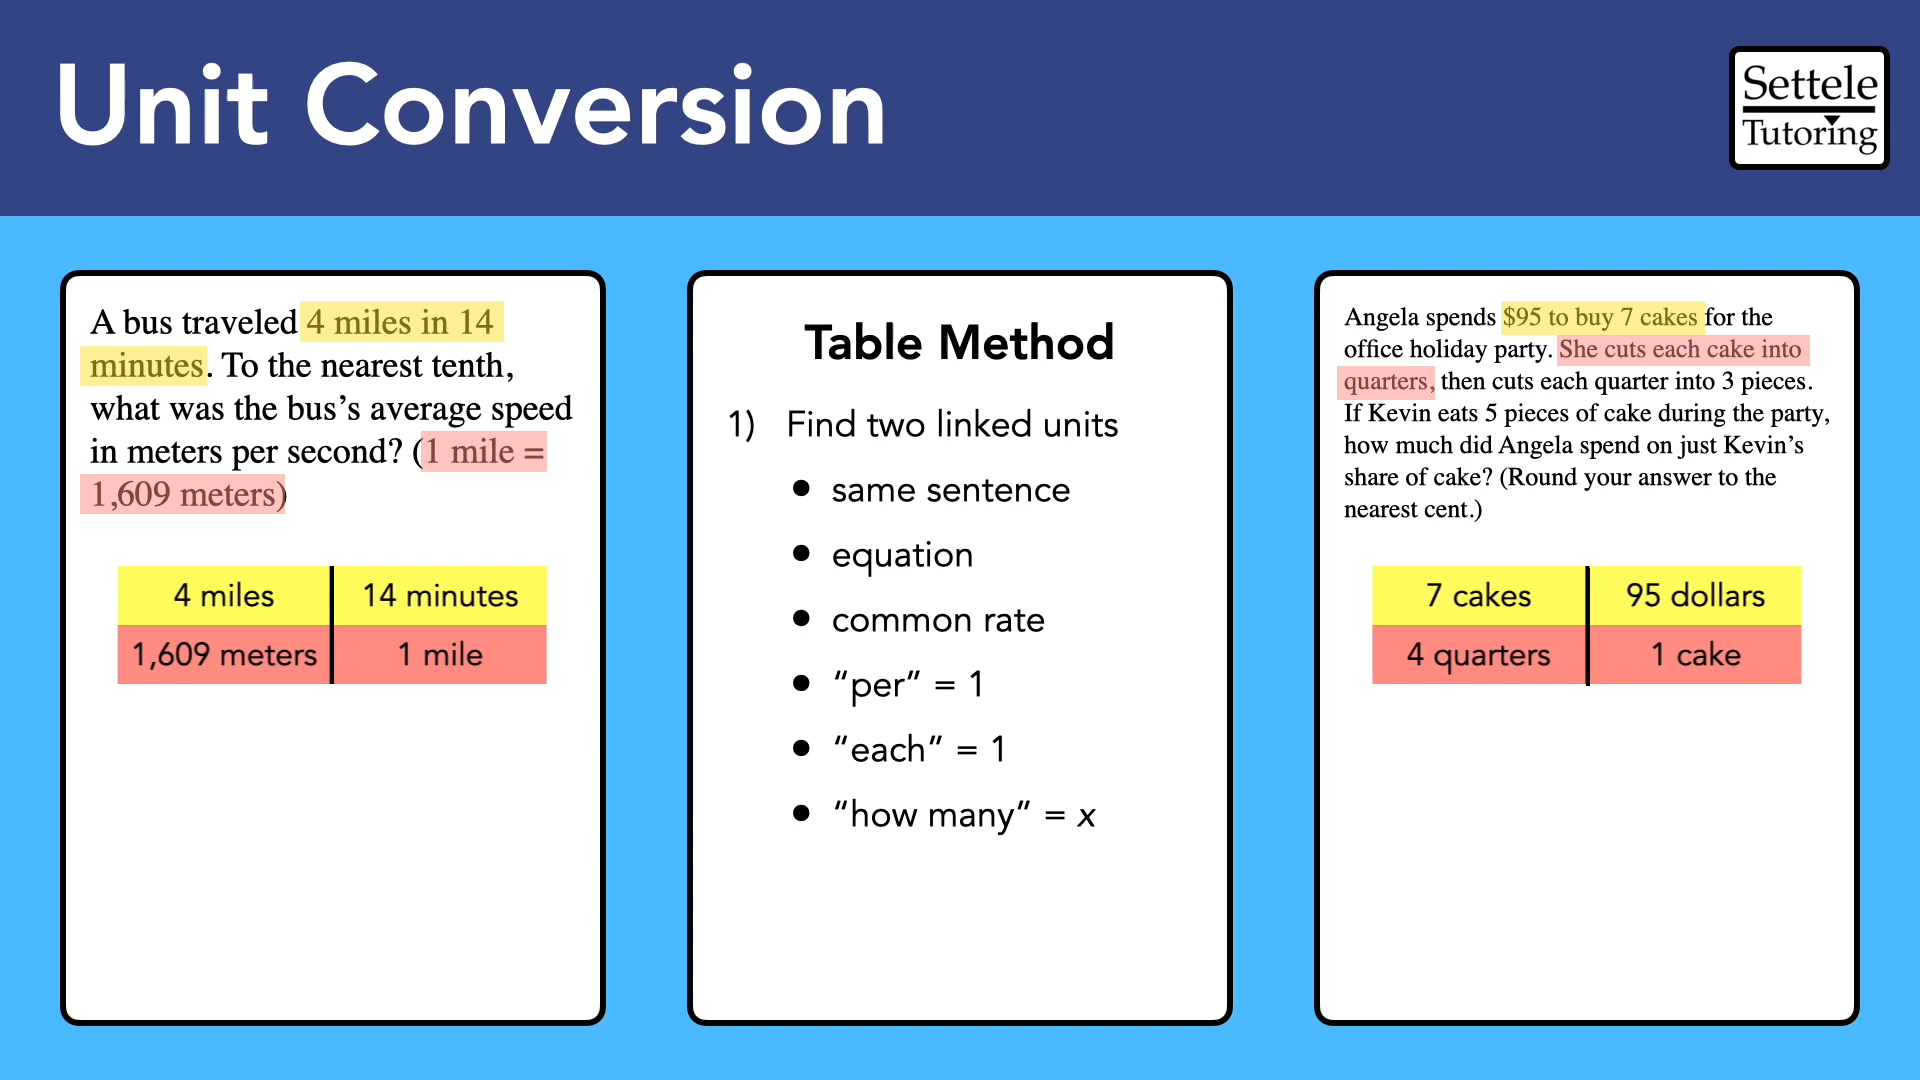 Unit Conversion
Settele
Tutoring
A bus traveled 4 miles in 14
minutes. To the nearest tenth,
what was the bus’s average speed
in meters per second? (1 mile =
1,609 meters)
4 miles 14 minutes
1,609 meters 1 mile
Table Method
1) Find two linked units
• same sentence
• equation
• common rate
• “per” = 1
• “each” = 1
• “how many” = x
Angela spends $95 to buy 7 cakes for the
office holiday party. She cuts each cake into
quarters, then cuts each quarter into 3 pieces.
If Kevin eats 5 pieces of cake during the party,
how much did Angela spend on just Kevin’s
share of cake? (Round your answer to the
nearest cent.)
7 cakes 95 dollars
4 quarters 1 cake